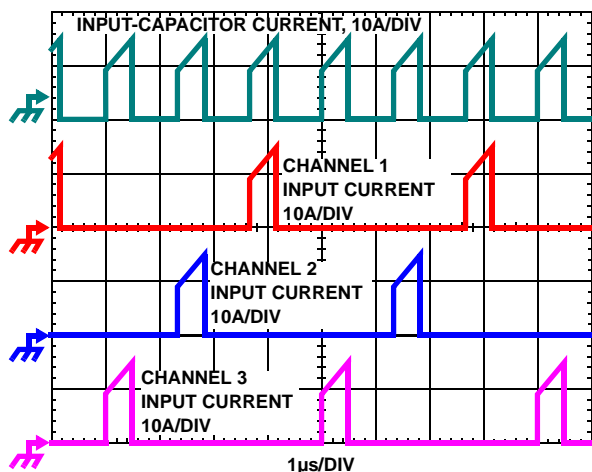 INPUT-CAPACITOR CURRENT, 10A/DIV
CHANNEL 1
INPUT CURRENT
10A/DIV
CHANNEL 2
INPUT CURRENT
10A/DIV
CHANNEL 3
INPUT CURRENT
10A/DIV
1µs/DIV